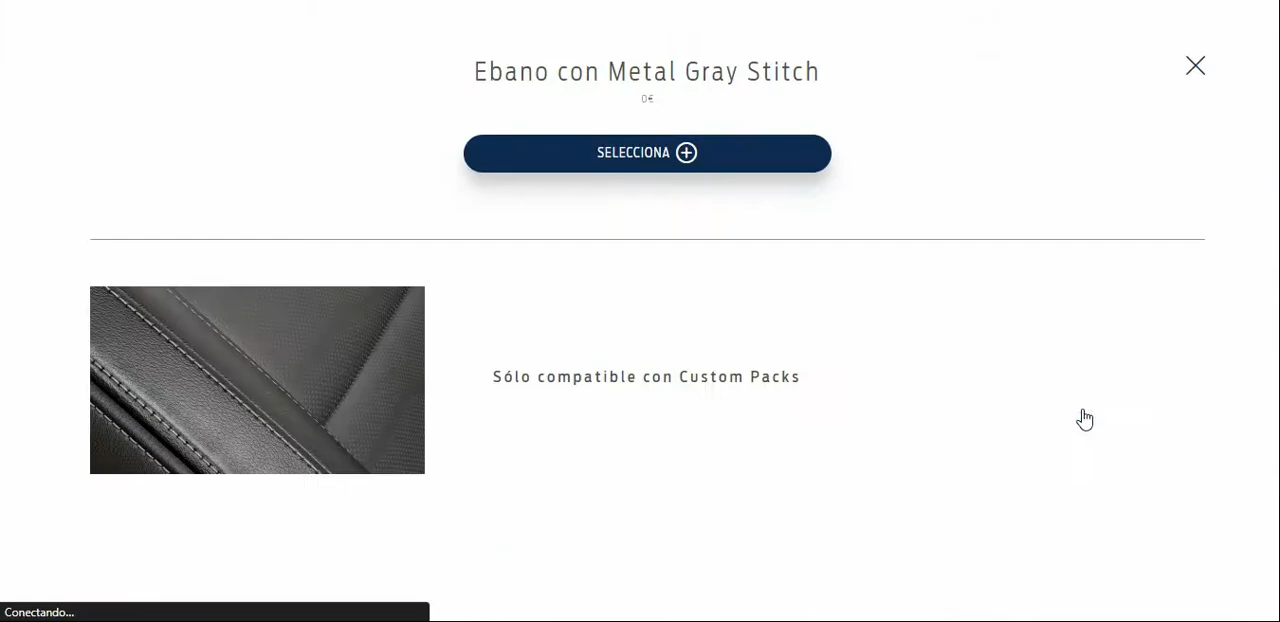 Ebano con Metal Gray Stitch
0€
SELECCIONA
Sólo compatible con Custom Packs
Conectando...